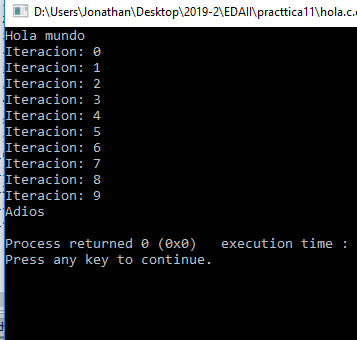 D:\Users\Jonathan\Desktop\2019-2\EDAII\practtica11\hola.c.
Hola mundo
Iteracion: 0
Iteracion: 1
Iteracion: 2
Iteracion: 3
Iteracion: 4
Iteracion: 5
Iteracion: 6
Iteracion: 7
Iteracion: 8
Iteracion: 9
Adios
Process returned 0 (0x0)   execution time :
Press any key to continue.